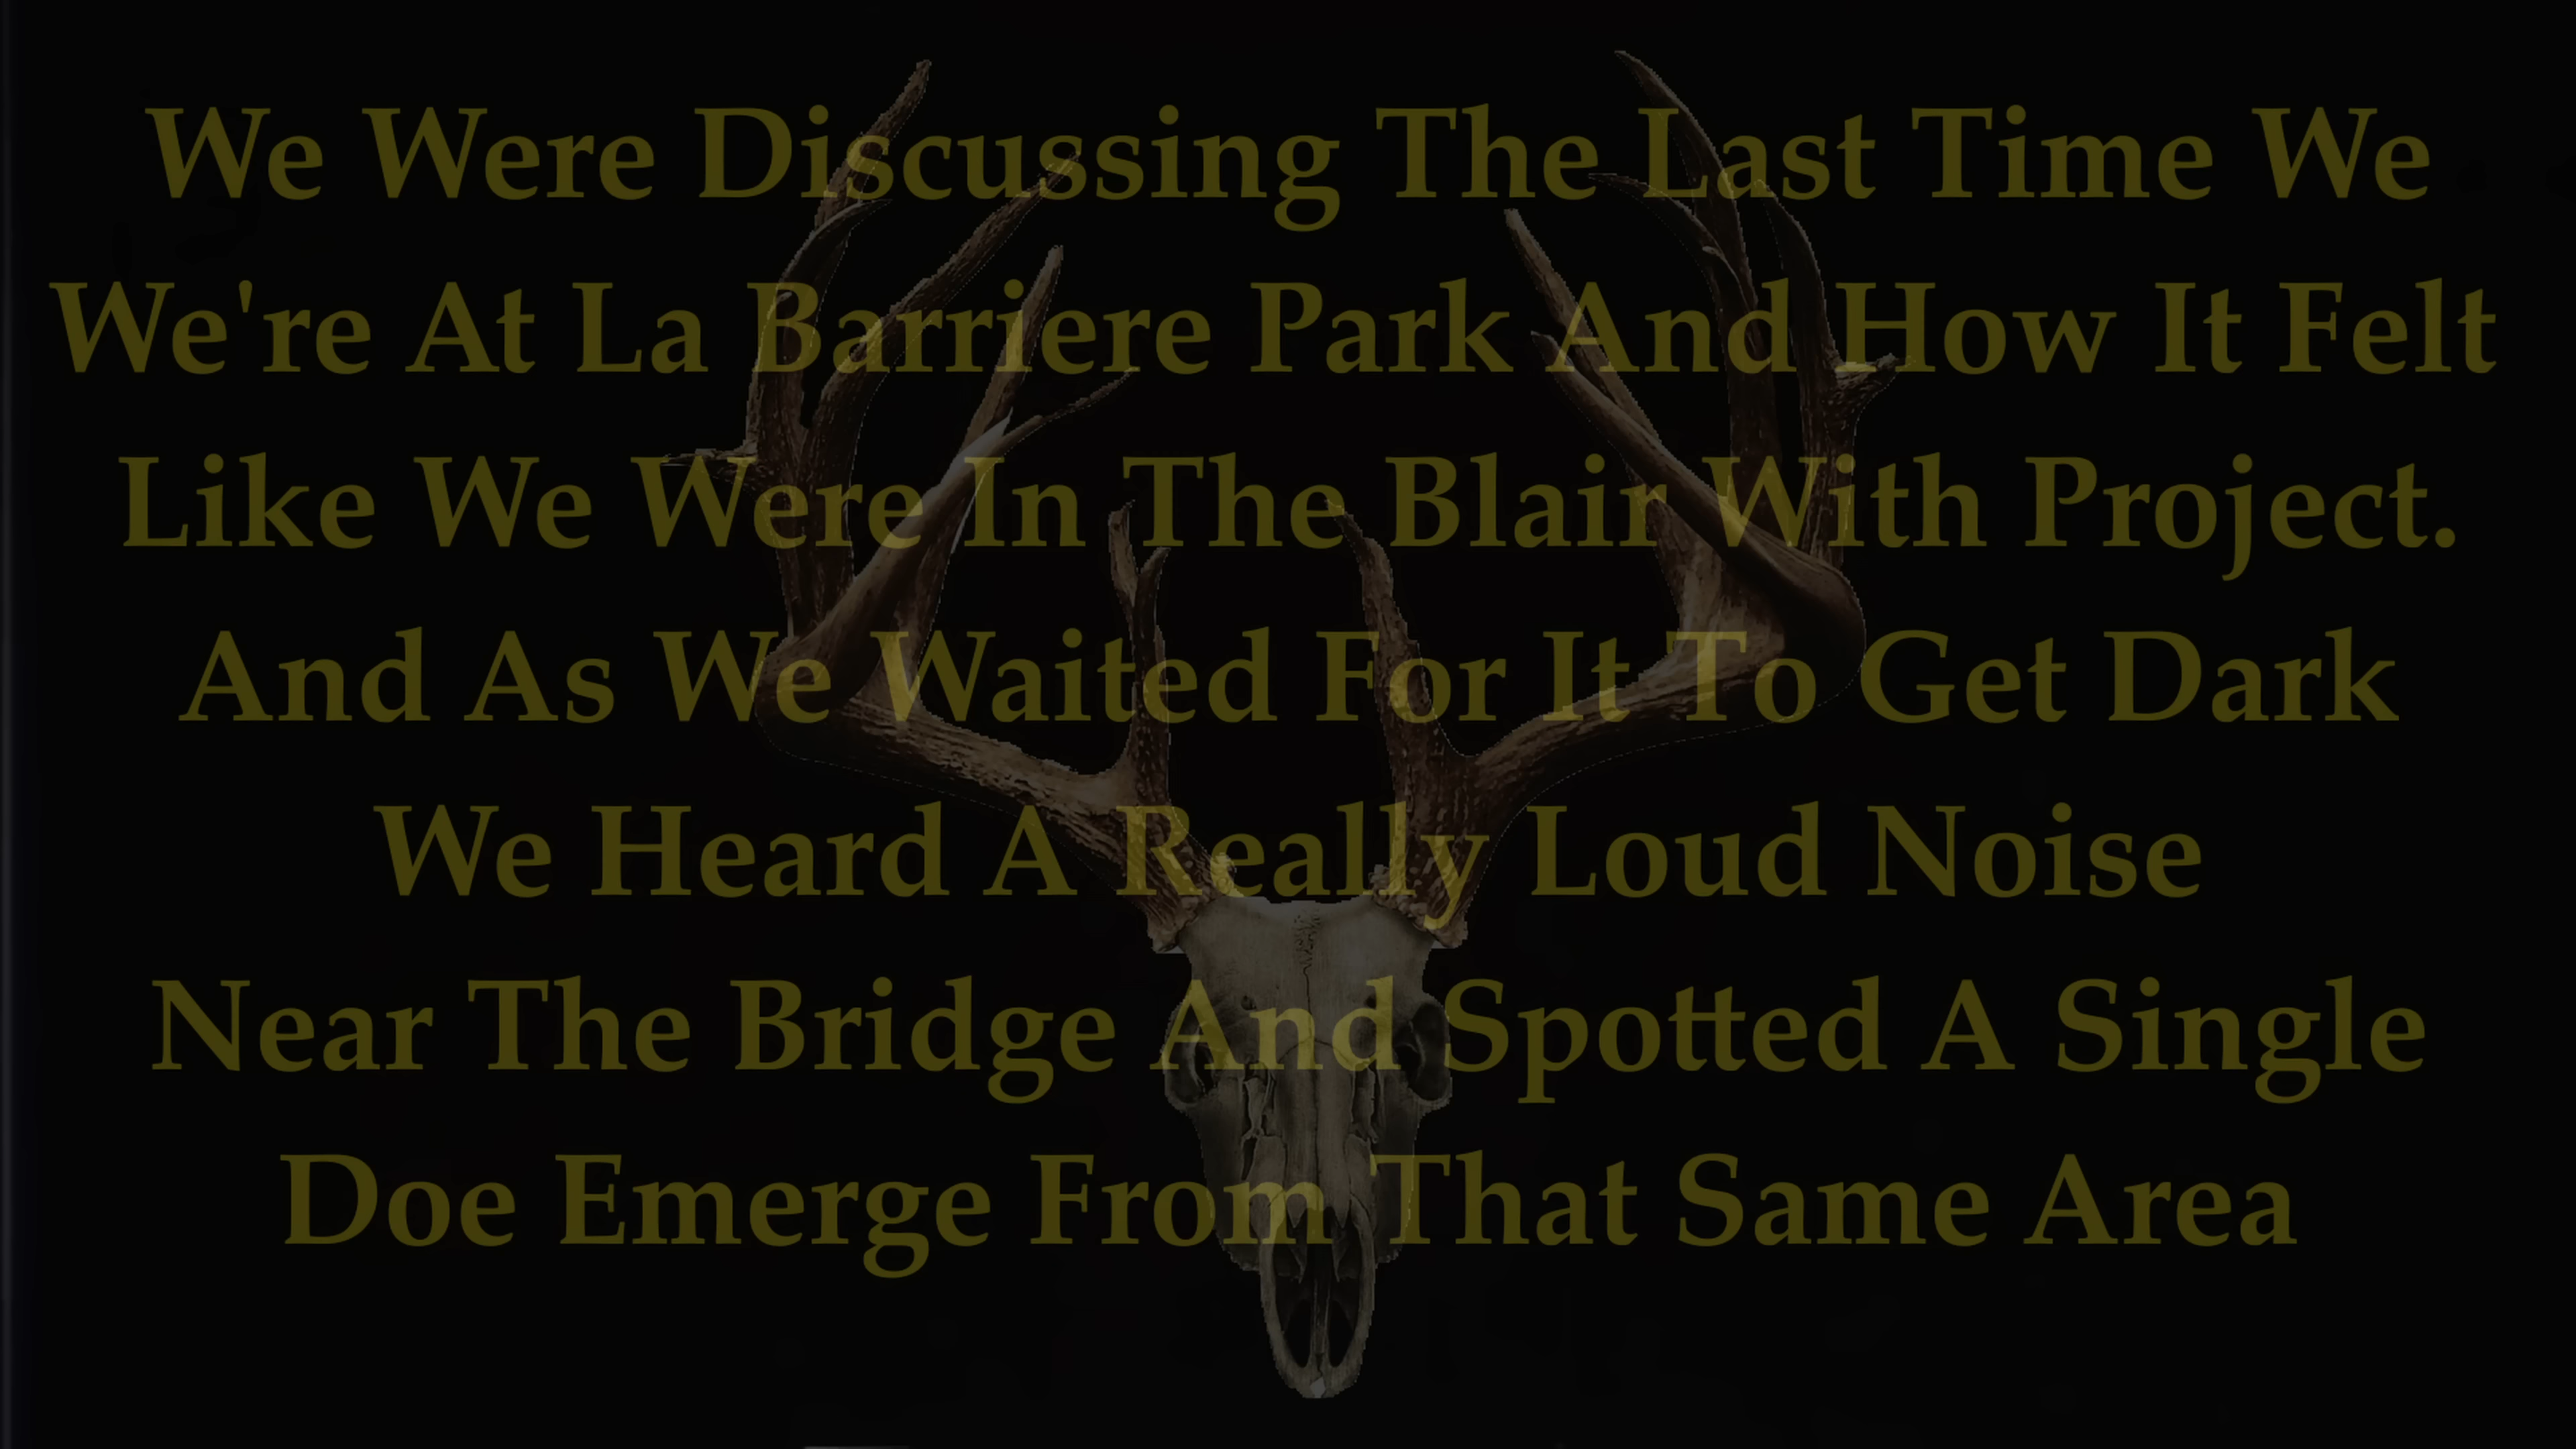 We Were Discussing The Last Time We
We're At La Barriere Park And How It Felt
Like We Were In The Blair With Project.
And As We Waited For It To Get Dark
We Heard A Really Loud Noise
Near The Bridge And Spotted A Single
Doe Emerge From That Same Area